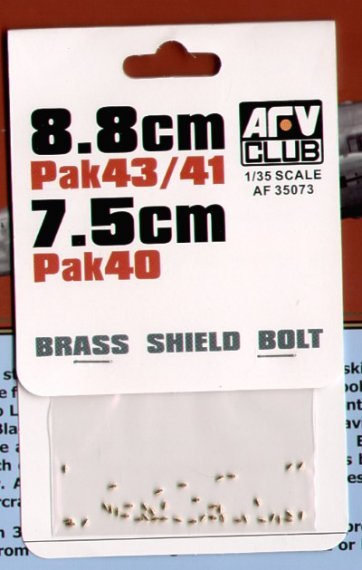 8.8cm
Pak43/41
7.5cm
Pak40
AFV
CLUB
1/35 SCALE
AF 35073
BRASS SHIELD BOLT